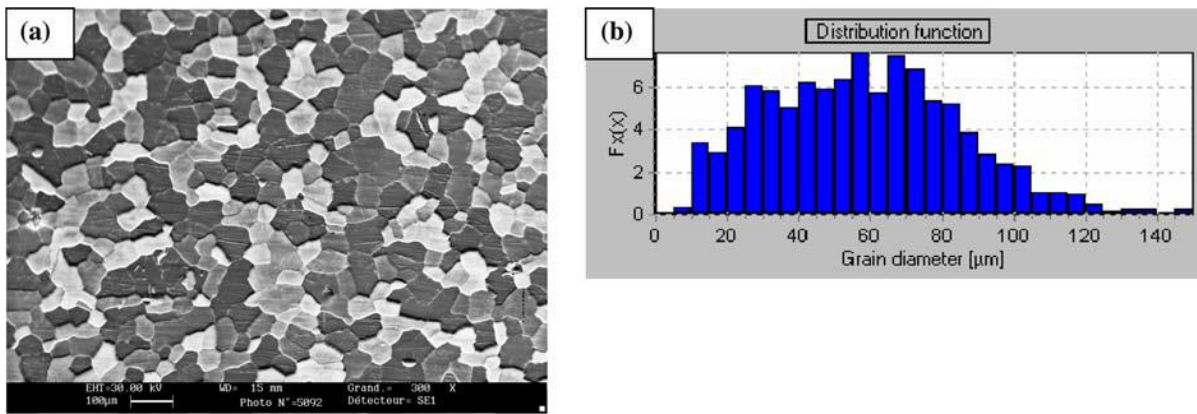 (a)
EHT=30.00 kV WD= 15 mm Grand.= 300 X
100µm Photo N°=5092 Détecteur= SE1
(b)
Distribution function
Fx(x)
6
4
2
0
0 20 40 60 80 100 120 140
Grain diameter [µm]